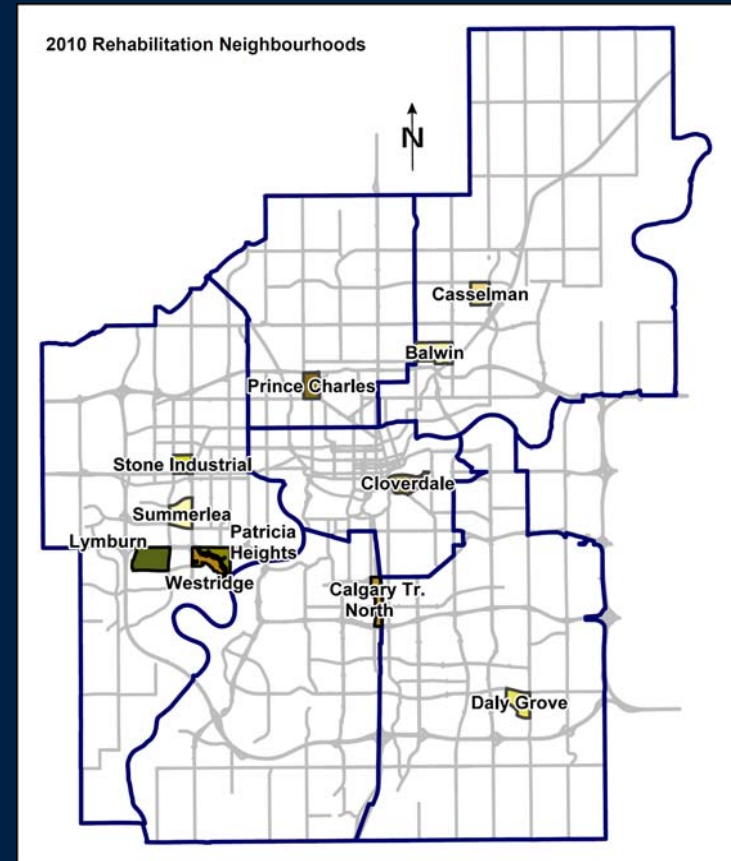 2010 Rehabilitation Neighbourhoods
N
Casselman
Balwin
Prince Charles
Stone Industrial
Cloverdale
Summerlea
Lymburn
Patricia
Heights
Westridge
Calgary Tr.
North
Daly Grove